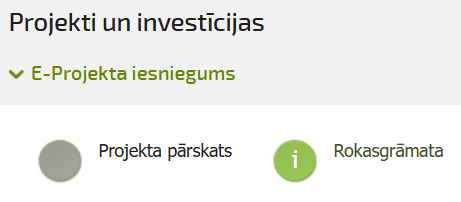 Projekti un investīcijas
E-Projekta iesniegums
Projekta pārskats
i Rokasgrāmata